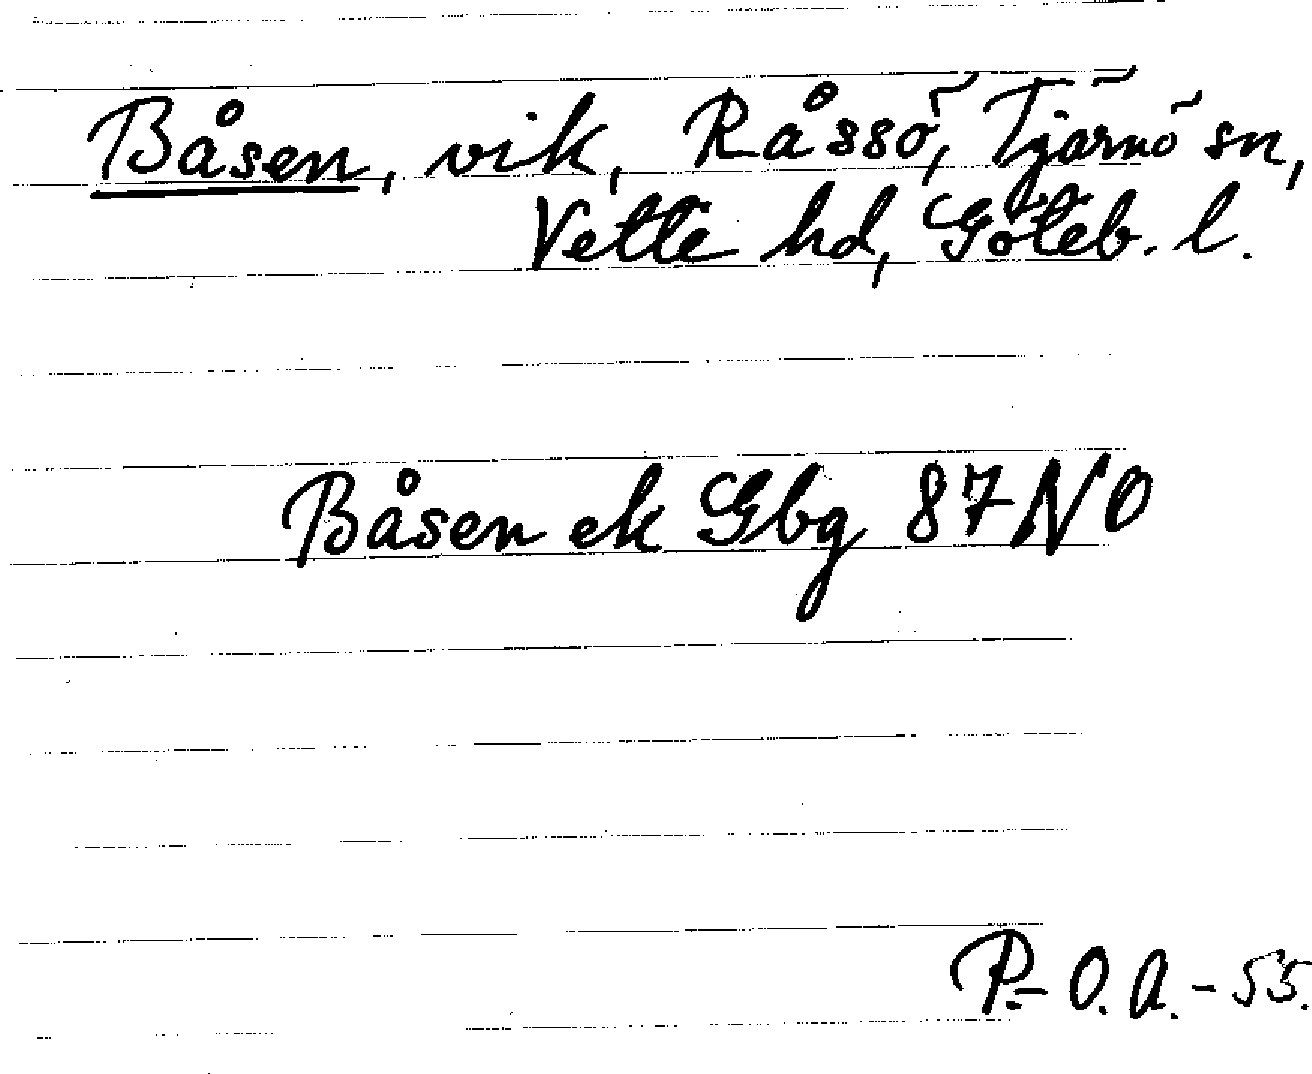 Båsen, vik, Råssö, Tjärnö sn,
Vette hd, Göteb. l.
Båsen ek Gbg 87 NO
P.-O.A.-55.